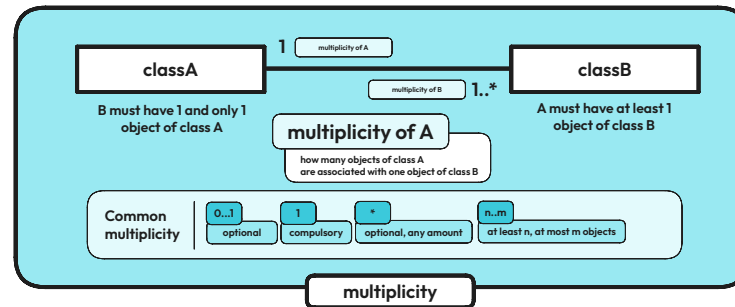 1
multiplicity of A
classA
classB
multiplicity of B
1..*
B must have 1 and only 1
object of class A
A must have at least 1
object of class B
multiplicity of A
how many objects of class A
are associated with one object of class B
Common
multiplicity
0...1
optional
1
compulsory
*
optional, any amount
n..m
at least n, at most m objects
multiplicity